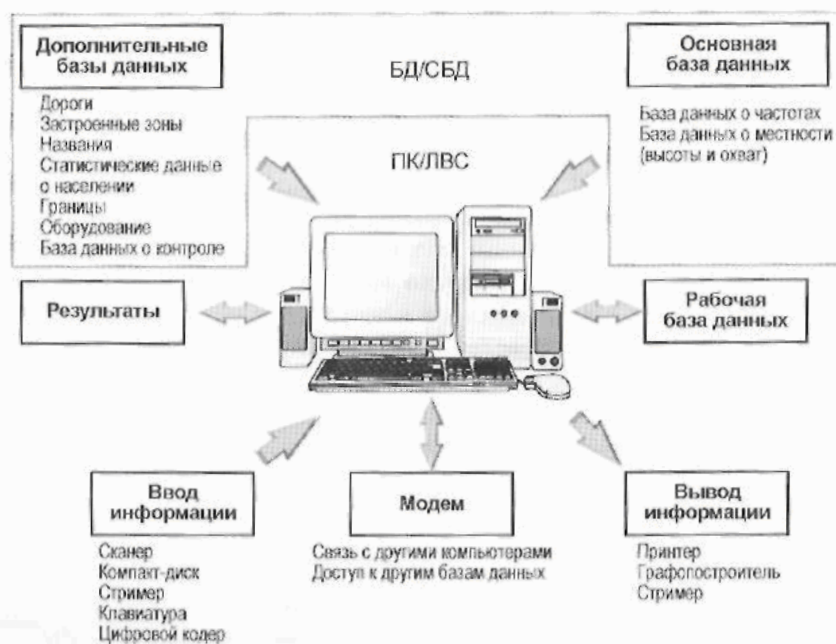 Дополнительные
базы данных
Дороги
Застроенные зоны
Названия
Статистические данные
о населении
Границы
Оборудование
База данных о контроле
БД/СБД
Основная
база данных
База данных о частотах
База данных о местности
(высоты и охват)
ПК/ЛВС
Результаты
Рабочая
база данных
Ввод
информации
Сканер
Компакт-диск
Стример
Клавиатура
Цифровой кодер
Модем
Связь с другими компьютерами
Доступ к другим базам данных
Вывод
информации
Принтер
Графопостроитель
Стример